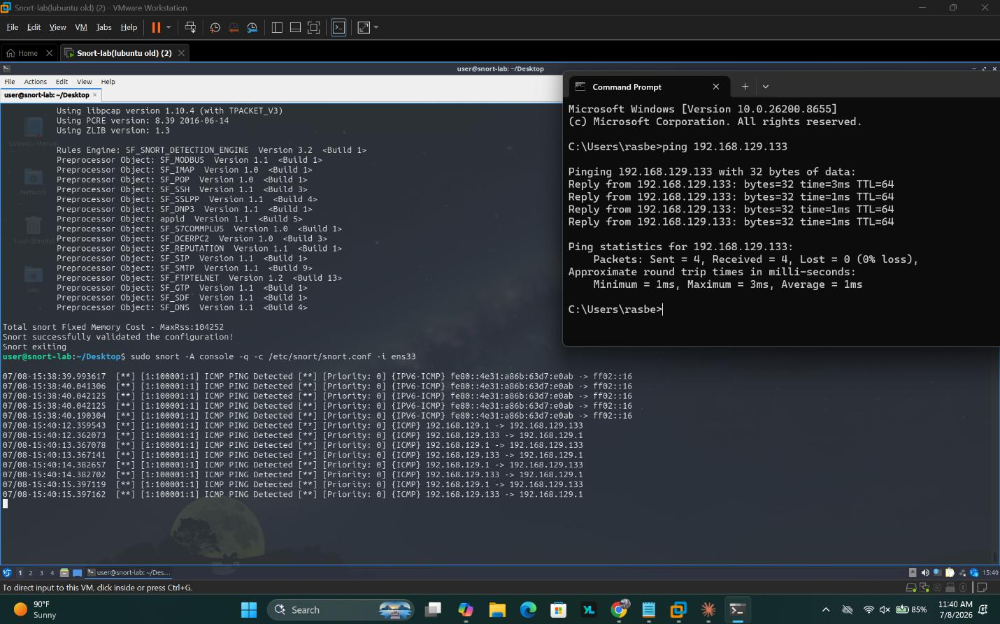 Snort-lab(lubuntu old) (2) - VMware Workstation
File Edit View VM Tabs Help
Home
Snort-lab(lubuntu old) (2)
user@snort-lab: ~/Desktop
File Actions Edit View Help
user@snort-lab: ~/Desktop
Using libpcap version 1.10.4 (with TPACKET_V3)
Using PCRE version: 8.39 2016-06-14
Using ZLIB version: 1.3
Rules Engine: SF_SNORT_DETECTION_ENGINE Version 3.2 <Build 1>
Preprocessor Object: SF_MODBUS Version 1.1 <Build 1>
Preprocessor Object: SF_IMAP Version 1.0 <Build 1>
Preprocessor Object: SF_POP Version 1.0 <Build 1>
Preprocessor Object: SF_SSH Version 1.1 <Build 3>
Preprocessor Object: SF_SSLPP Version 1.1 <Build 4>
Preprocessor Object: SF_DNP3 Version 1.1 <Build 1>
Preprocessor Object: appid Version 1.1 <Build 5>
Preprocessor Object: SF_S7COMMPLUS Version 1.0 <Build 1>
Preprocessor Object: SF_DCERPC2 Version 1.0 <Build 3>
Preprocessor Object: SF_REPUTATION Version 1.1 <Build 1>
Preprocessor Object: SF_SIP Version 1.1 <Build 1>
Preprocessor Object: SF_SMTP Version 1.1 <Build 9>
Preprocessor Object: SF_FTPTELNET Version 1.2 <Build 13>
Preprocessor Object: SF_GTP Version 1.1 <Build 1>
Preprocessor Object: SF_SDF Version 1.1 <Build 1>
Preprocessor Object: SF_DNS Version 1.1 <Build 4>
Lubuntu Manual
Network
Trash (Empty)
user
Total snort Fixed Memory Cost - MaxRss:104252
Snort successfully validated the configuration!
Snort exiting
user@snort-lab:~/Desktop$ sudo snort -A console -q -c /etc/snort/snort.conf -i ens33
07/08-15:38:39.993617 [**] [1:100001:1] ICMP PING Detected [**] [Priority: 0] {IPV6-ICMP} fe80::4e31:a86b:63d7:e0ab -> ff02::16
07/08-15:38:40.041306 [**] [1:100001:1] ICMP PING Detected [**] [Priority: 0] {IPV6-ICMP} fe80::4e31:a86b:63d7:e0ab -> ff02::16
07/08-15:38:40.042125 [**] [1:100001:1] ICMP PING Detected [**] [Priority: 0] {IPV6-ICMP} fe80::4e31:a86b:63d7:e0ab -> ff02::16
07/08-15:38:40.042125 [**] [1:100001:1] ICMP PING Detected [**] [Priority: 0] {IPV6-ICMP} fe80::4e31:a86b:63d7:e0ab -> ff02::16
07/08-15:38:40.190304 [**] [1:100001:1] ICMP PING Detected [**] [Priority: 0] {IPV6-ICMP} fe80::4e31:a86b:63d7:e0ab -> ff02::16
07/08-15:40:12.359543 [**] [1:100001:1] ICMP PING Detected [**] [Priority: 0] {ICMP} 192.168.129.1 -> 192.168.129.133
07/08-15:40:12.362073 [**] [1:100001:1] ICMP PING Detected [**] [Priority: 0] {ICMP} 192.168.129.133 -> 192.168.129.1
07/08-15:40:13.367078 [**] [1:100001:1] ICMP PING Detected [**] [Priority: 0] {ICMP} 192.168.129.1 -> 192.168.129.133
07/08-15:40:13.367141 [**] [1:100001:1] ICMP PING Detected [**] [Priority: 0] {ICMP} 192.168.129.133 -> 192.168.129.1
07/08-15:40:14.382657 [**] [1:100001:1] ICMP PING Detected [**] [Priority: 0] {ICMP} 192.168.129.1 -> 192.168.129.133
07/08-15:40:14.382702 [**] [1:100001:1] ICMP PING Detected [**] [Priority: 0] {ICMP} 192.168.129.133 -> 192.168.129.1
07/08-15:40:15.397119 [**] [1:100001:1] ICMP PING Detected [**] [Priority: 0] {ICMP} 192.168.129.1 -> 192.168.129.133
07/08-15:40:15.397162 [**] [1:100001:1] ICMP PING Detected [**] [Priority: 0] {ICMP} 192.168.129.133 -> 192.168.129.1
Command Prompt
Microsoft Windows [Version 10.0.26200.8655]
(c) Microsoft Corporation. All rights reserved.
C:\Users\rasbe>ping 192.168.129.133
Pinging 192.168.129.133 with 32 bytes of data:
Reply from 192.168.129.133: bytes=32 time=3ms TTL=64
Reply from 192.168.129.133: bytes=32 time=1ms TTL=64
Reply from 192.168.129.133: bytes=32 time=1ms TTL=64
Reply from 192.168.129.133: bytes=32 time=1ms TTL=64
Ping statistics for 192.168.129.133:
Packets: Sent = 4, Received = 4, Lost = 0 (0% loss),
Approximate round trip times in milli-seconds:
Minimum = 1ms, Maximum = 3ms, Average = 1ms
C:\Users\rasbe>
1 2 3 4 user@snort-lab: ~/Des... 15:40
To direct input to this VM, click inside or press Ctrl+G.
90°F
Sunny
Search
YL
85%
11:40 AM
7/8/2026